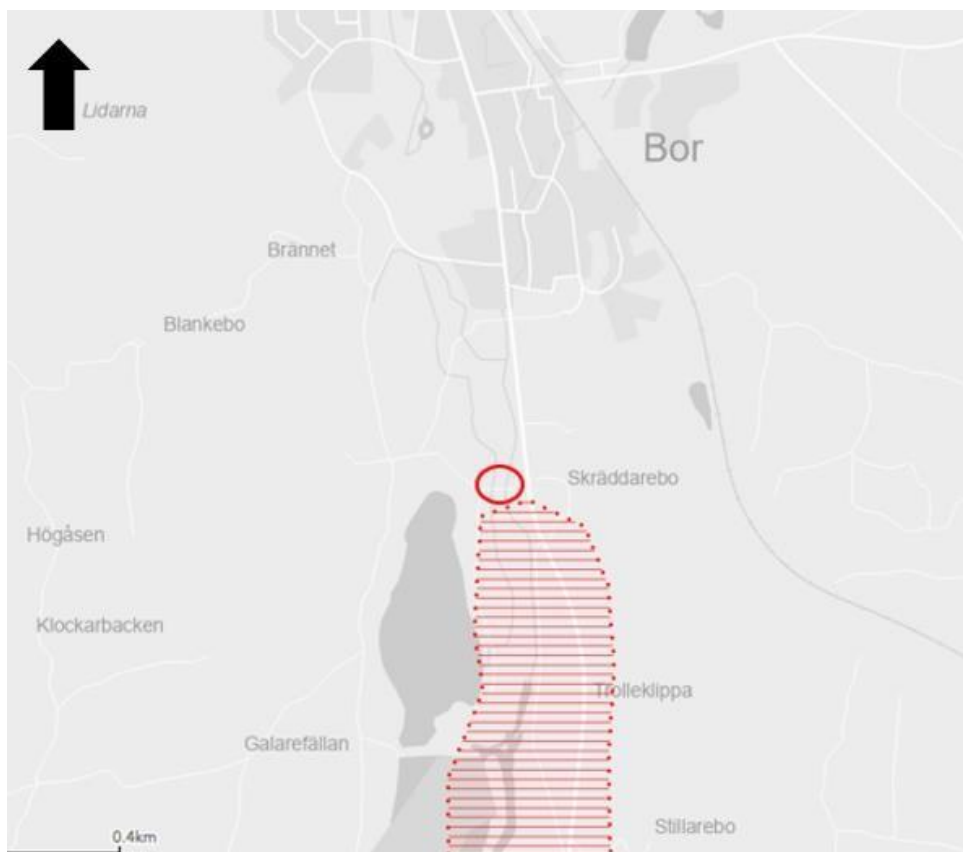 Lidarna
Bor
Brännet
Blankebo
Skräddarebo
Högåsen
Klockarbacken
Trolleklippa
Galarefällan
Stillarebo
0.4km